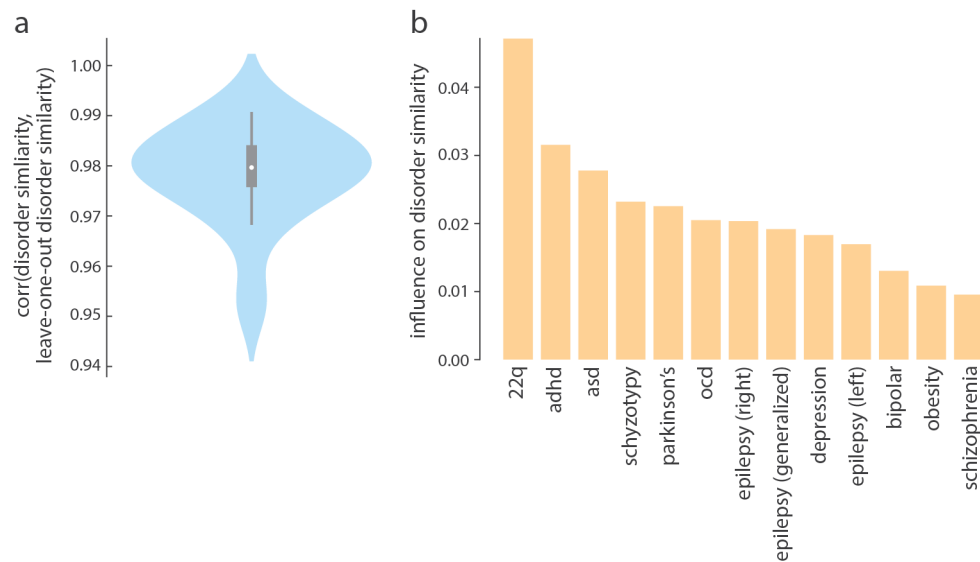 a
corr(disorder simliarity,
leave-one-out disorder similarity)
1.00
0.99
0.98
0.97
0.96
0.95
0.94
b
influence on disorder similarity
0.04
0.03
0.02
0.01
0.00
22q
adhd
asd
schyzotypy
parkinson's
ocd
epilepsy (right)
epilepsy (generalized)
depression
epilepsy (left)
bipolar
obesity
schizophrenia